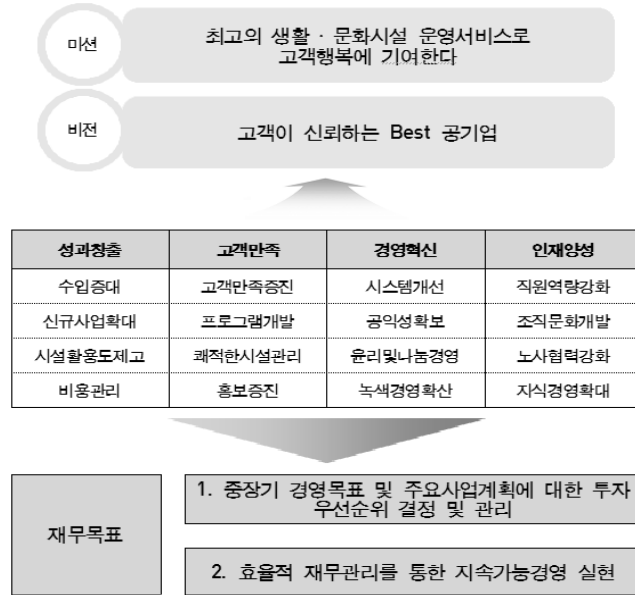 미션
최고의 생활 · 문화시설 운영서비스로
고객행복에 기여한다
비전
고객이 신뢰하는 Best 공기업
성과창출 고객만족 경영혁신 인재양성
수입증대 고객만족증진 시스템개선 직원역량강화
신규사업확대 프로그램개발 공익성확보 조직문화개발
시설활용도제고 쾌적한시설관리 윤리및나눔경영 노사협력강화
비용관리 홍보증진 녹색경영확산 지식경영확대
재무목표
1. 중장기 경영목표 및 주요사업계획에 대한 투자
우선순위 결정 및 관리
2. 효율적 재무관리를 통한 지속가능경영 실현